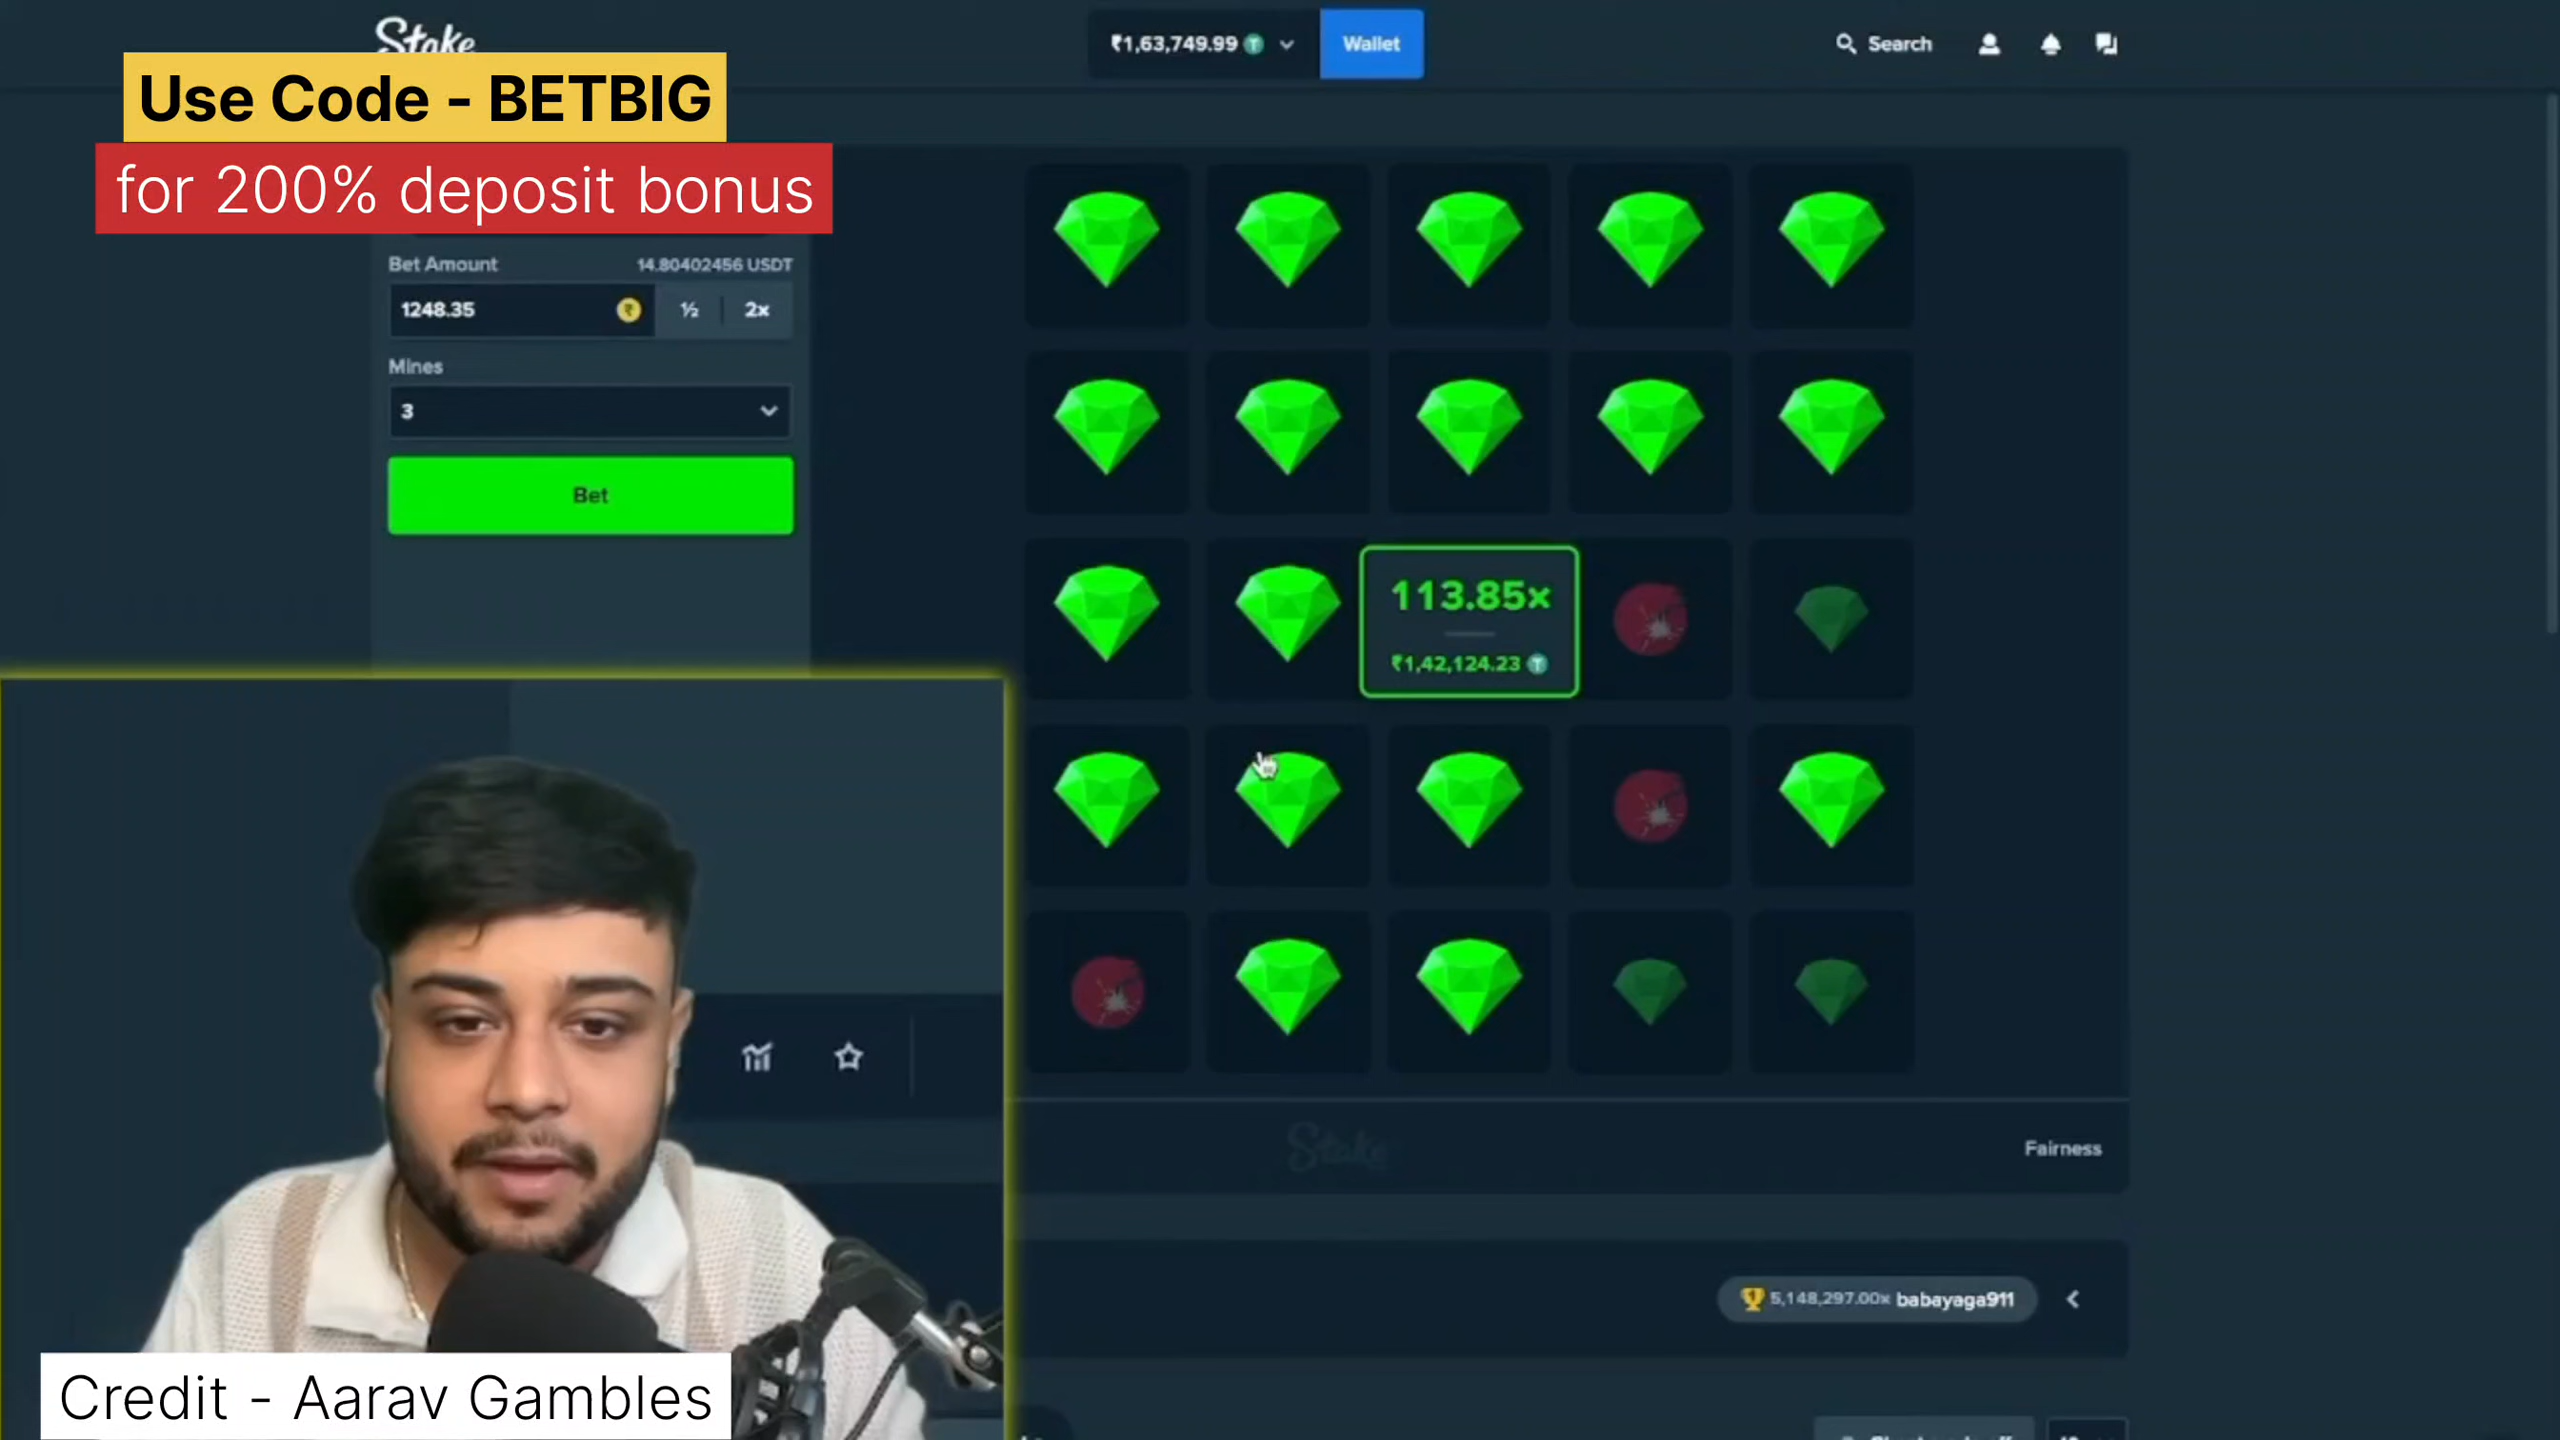 Stake
₹1,63,749.99
Wallet
Search
Use Code - BETBIG
for 200% deposit bonus
Bet Amount
14.80402456 USDT
1248.35
½
2x
Mines
3
Bet
113.85x
₹1,42,124.23
Stake
Fairness
5,148,297.00x babayaga911
Credit - Aarav Gambles